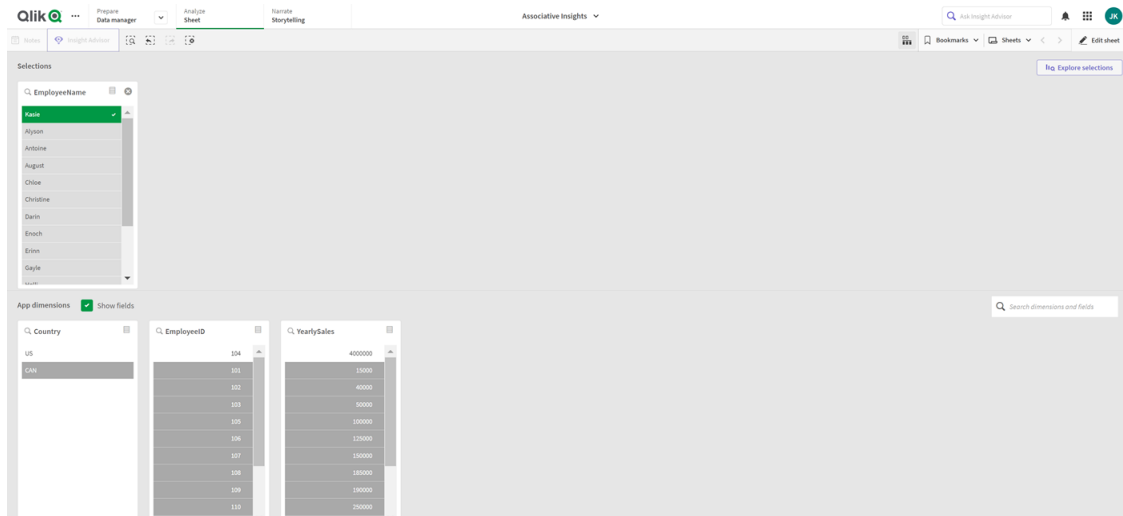 Qlik
Prepare
Data manager
Analyze
Sheet
Narrate
Storytelling
Associative Insights
Ask Insight Advisor
JK
Notes
Insight Advisor
Bookmarks
Sheets
Edit sheet
Selections
Explore selections
EmployeeName
Kasie
Alyson
Antoine
August
Chloe
Christine
Darin
Enoch
Erinn
Gayle
App dimensions
Show fields
Search dimensions and fields
Country
US
CAN
EmployeeID
104
101
102
103
105
106
107
108
109
110
YearlySales
4000000
15000
40000
50000
100000
125000
150000
185000
190000
250000